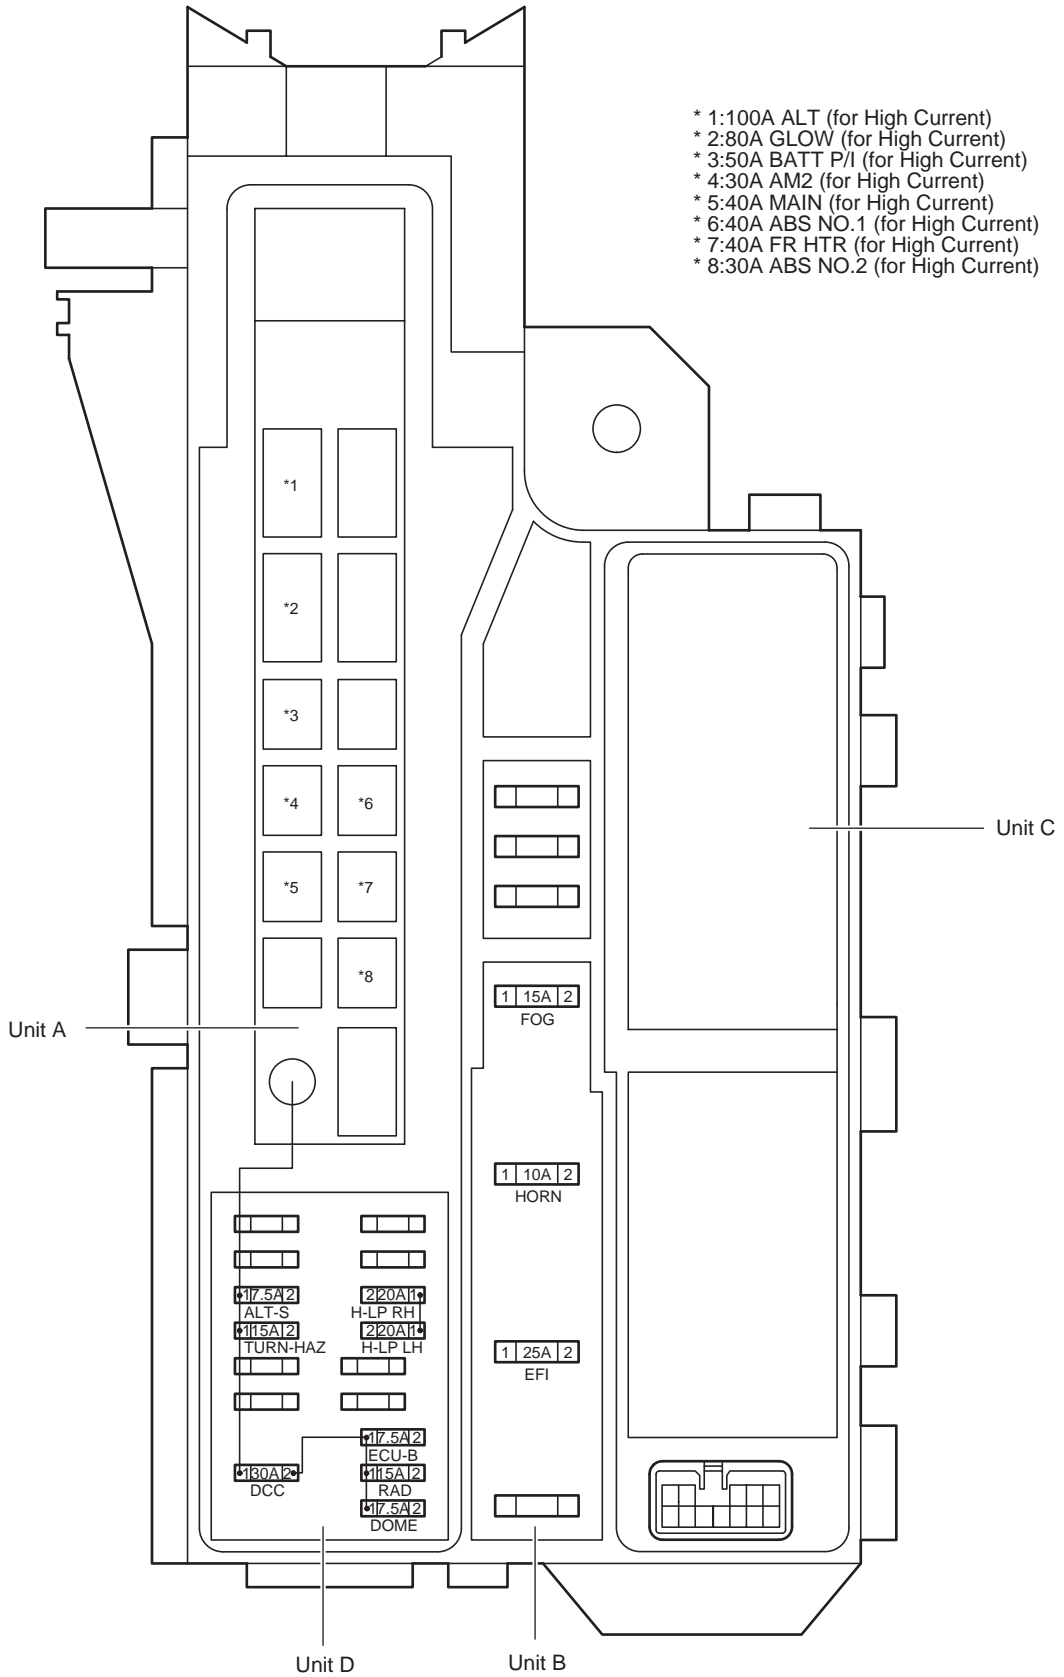 * 1:100A ALT (for High Current)
* 2:80A GLOW (for High Current)
* 3:50A BATT P/I (for High Current)
* 4:30A AM2 (for High Current)
* 5:40A MAIN (for High Current)
* 6:40A ABS NO.1 (for High Current)
* 7:40A FR HTR (for High Current)
* 8:30A ABS NO.2 (for High Current)
*1
*2
*3
*4 *6
*5 *7
*8
Unit C
Unit A
1 15A 2
FOG
1 10A 2
HORN
1 7.5A 2
ALT-S
2 20A 1
H-LP RH
1 15A 2
TURN-HAZ
2 20A 1
H-LP LH
1 25A 2
EFI
1 7.5A 2
ECU-B
1 30A 2
DCC
1 15A 2
RAD
1 7.5A 2
DOME
Unit D
Unit B